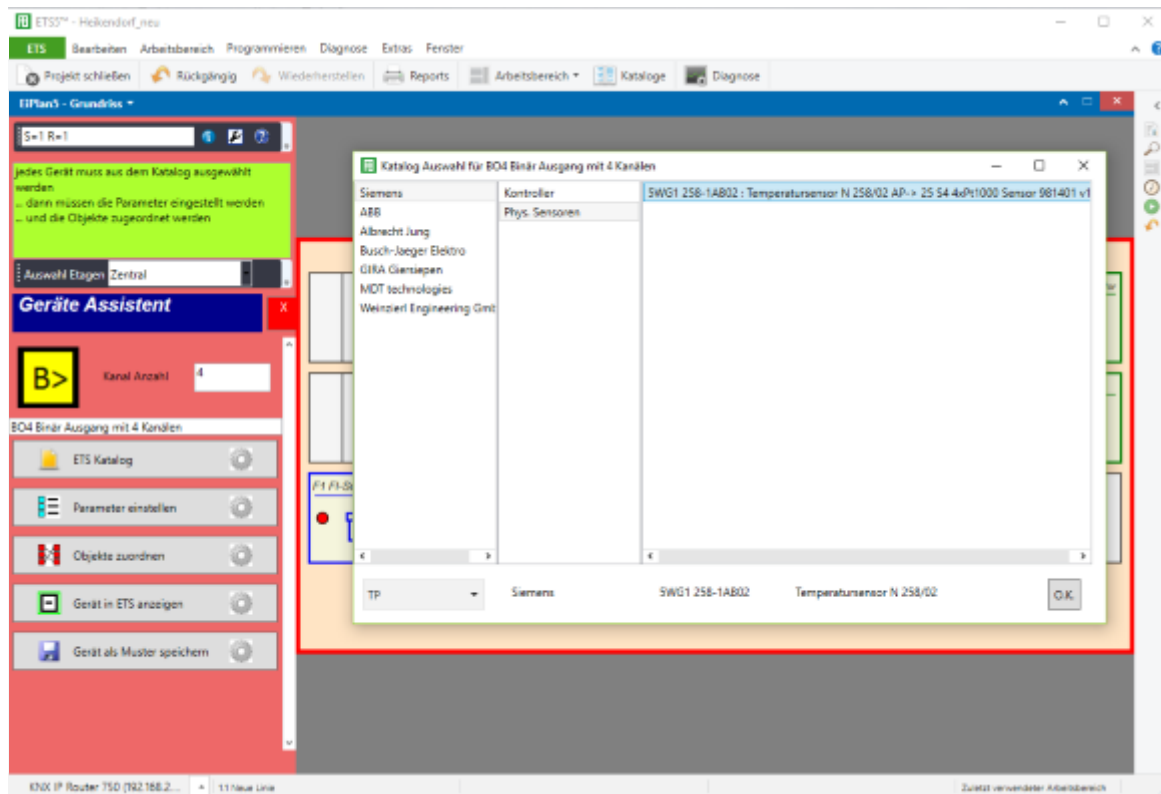 ETS5™ - Heikendorf_neu
ETS Bearbeiten Arbeitsbereich Programmieren Diagnose Extras Fenster
Projekt schließen Rückgängig Wiederherstellen Reports Arbeitsbereich Kataloge Diagnose
EiPlan5 - Grundriss
S=1 R=1
jedes Gerät muss aus dem Katalog ausgewählt
werden
... dann müssen die Parameter eingestellt werden
... und die Objekte zugeordnet werden
Auswahl Etagen Zentral
Geräte Assistent X
B> Kanal Anzahl 4
BO4 Binär Ausgang mit 4 Kanälen
ETS Katalog
Parameter einstellen
Objekte zuordnen
Gerät in ETS anzeigen
Gerät als Muster speichern
Katalog Auswahl für BO4 Binär Ausgang mit 4 Kanälen
Siemens Kontroller 5WG1 258-1AB02 : Temperatursensor N 258/02 AP-> 25 S4 4xPt1000 Sensor 981401 v1
ABB Phys. Sensoren
Albrecht Jung
Busch-Jaeger Elektro
GIRA Giersiepen
MDT technologies
Weinzierl Engineering Gmb
F1 FI-S
TP Siemens 5WG1 258-1AB02 Temperatursensor N 258/02 O.K.
KNX IP Router 750 (192.168.2... 1.1 Neue Linie Zuletzt verwendeter Arbeitsbereich